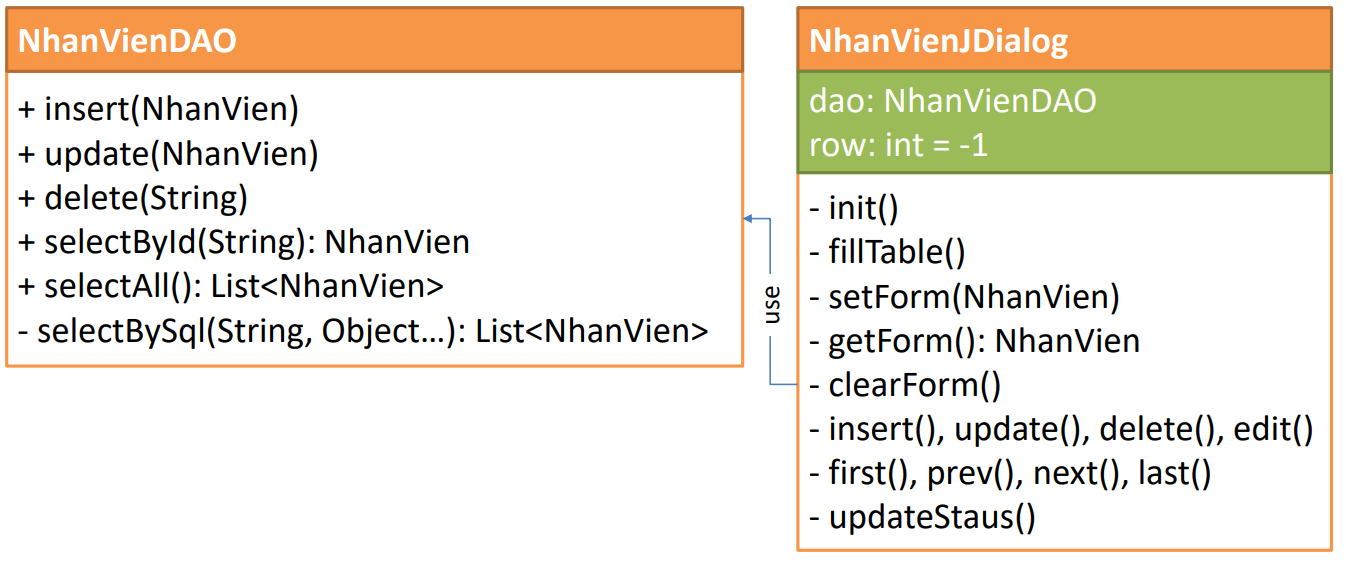 NhanVienDAO
+ insert(NhanVien)
+ update(NhanVien)
+ delete(String)
+ selectById(String): NhanVien
+ selectAll(): List<NhanVien>
- selectBySql(String, Object…): List<NhanVien>
use
NhanVienJDialog
dao: NhanVienDAO
row: int = -1
- init()
- fillTable()
- setForm(NhanVien)
- getForm(): NhanVien
- clearForm()
- insert(), update(), delete(), edit()
- first(), prev(), next(), last()
- updateStaus()